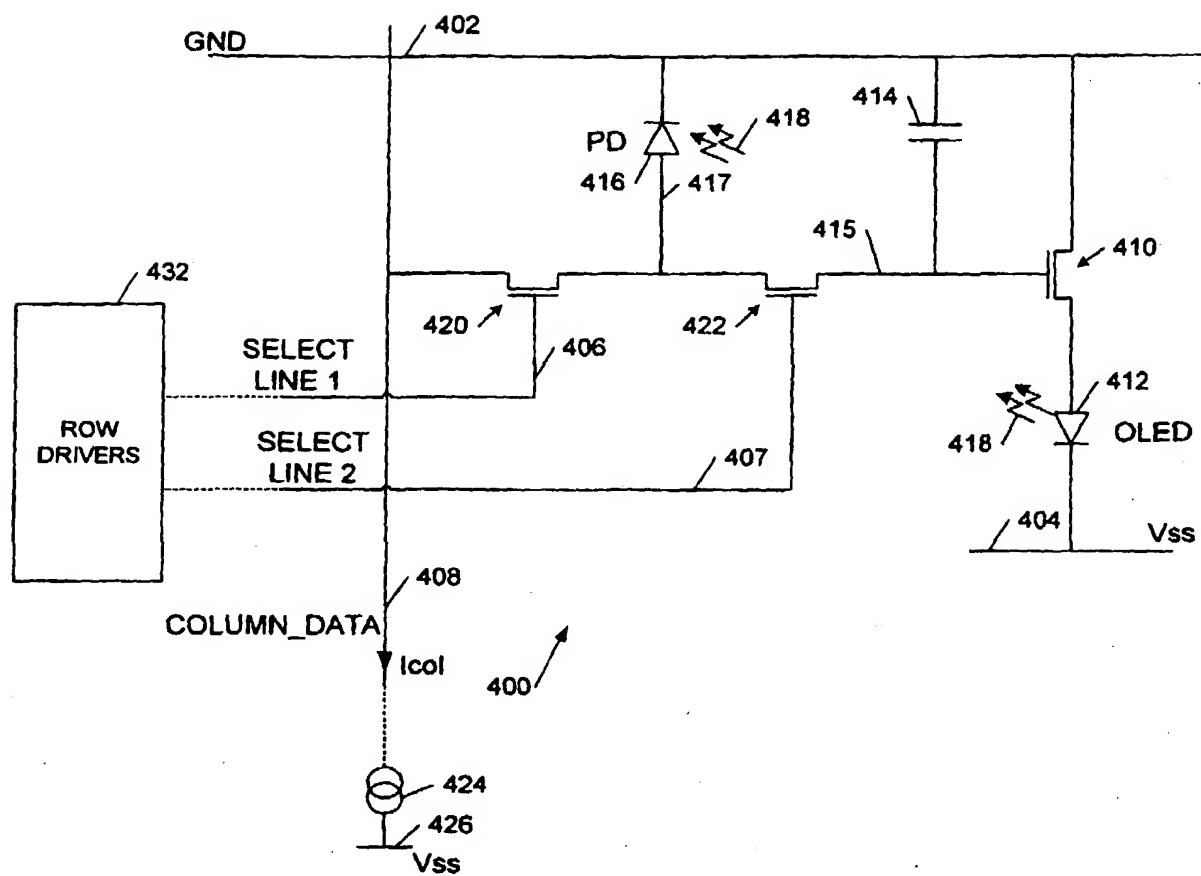 402
GND
414
418
PD
416
417
415
410
432
420
422
SELECT
LINE 1
406
412
ROW
DRIVERS
SELECT
LINE 2
418
OLED
407
404
Vss
408
COLUMN_DATA
Icol
400
424
426
Vss